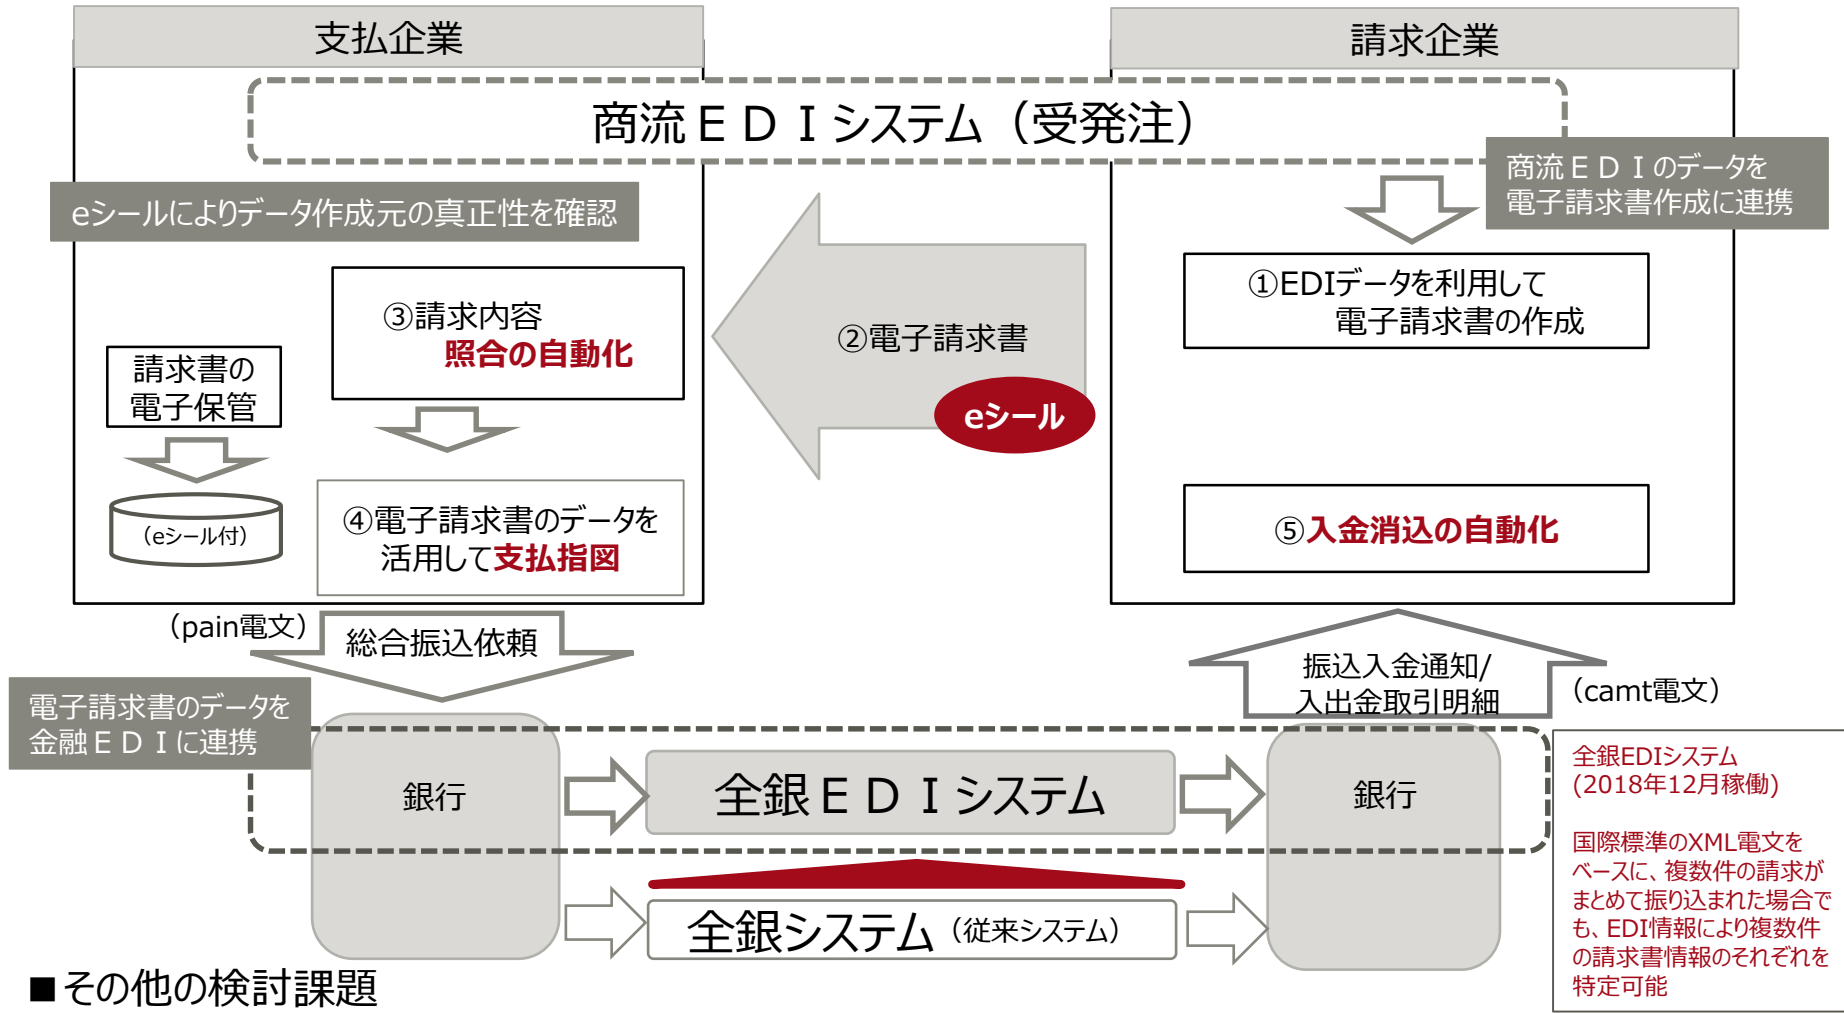 支払企業
請求企業
商流ＥＤＩシステム（受発注）
商流ＥＤＩのデータを
電子請求書作成に連携
eシールによりデータ作成元の真正性を確認
①EDIデータを利用して
電子請求書の作成
②電子請求書
eシール
③請求内容
照合の自動化
請求書の
電子保管
（eシール付）
④電子請求書のデータを
活用して支払指図
⑤入金消込の自動化
（pain電文）
総合振込依頼
振込入金通知/
入出金取引明細
（camt電文）
電子請求書のデータを
金融ＥＤＩに連携
銀行
全銀ＥＤＩシステム
銀行
全銀システム（従来システム）
全銀EDIシステム
(2018年12月稼働)
国際標準のXML電文を
ベースに、複数件の請求が
まとめて振り込まれた場合で
も、EDI情報により複数件
の請求書情報のそれぞれを
特定可能
■その他の検討課題